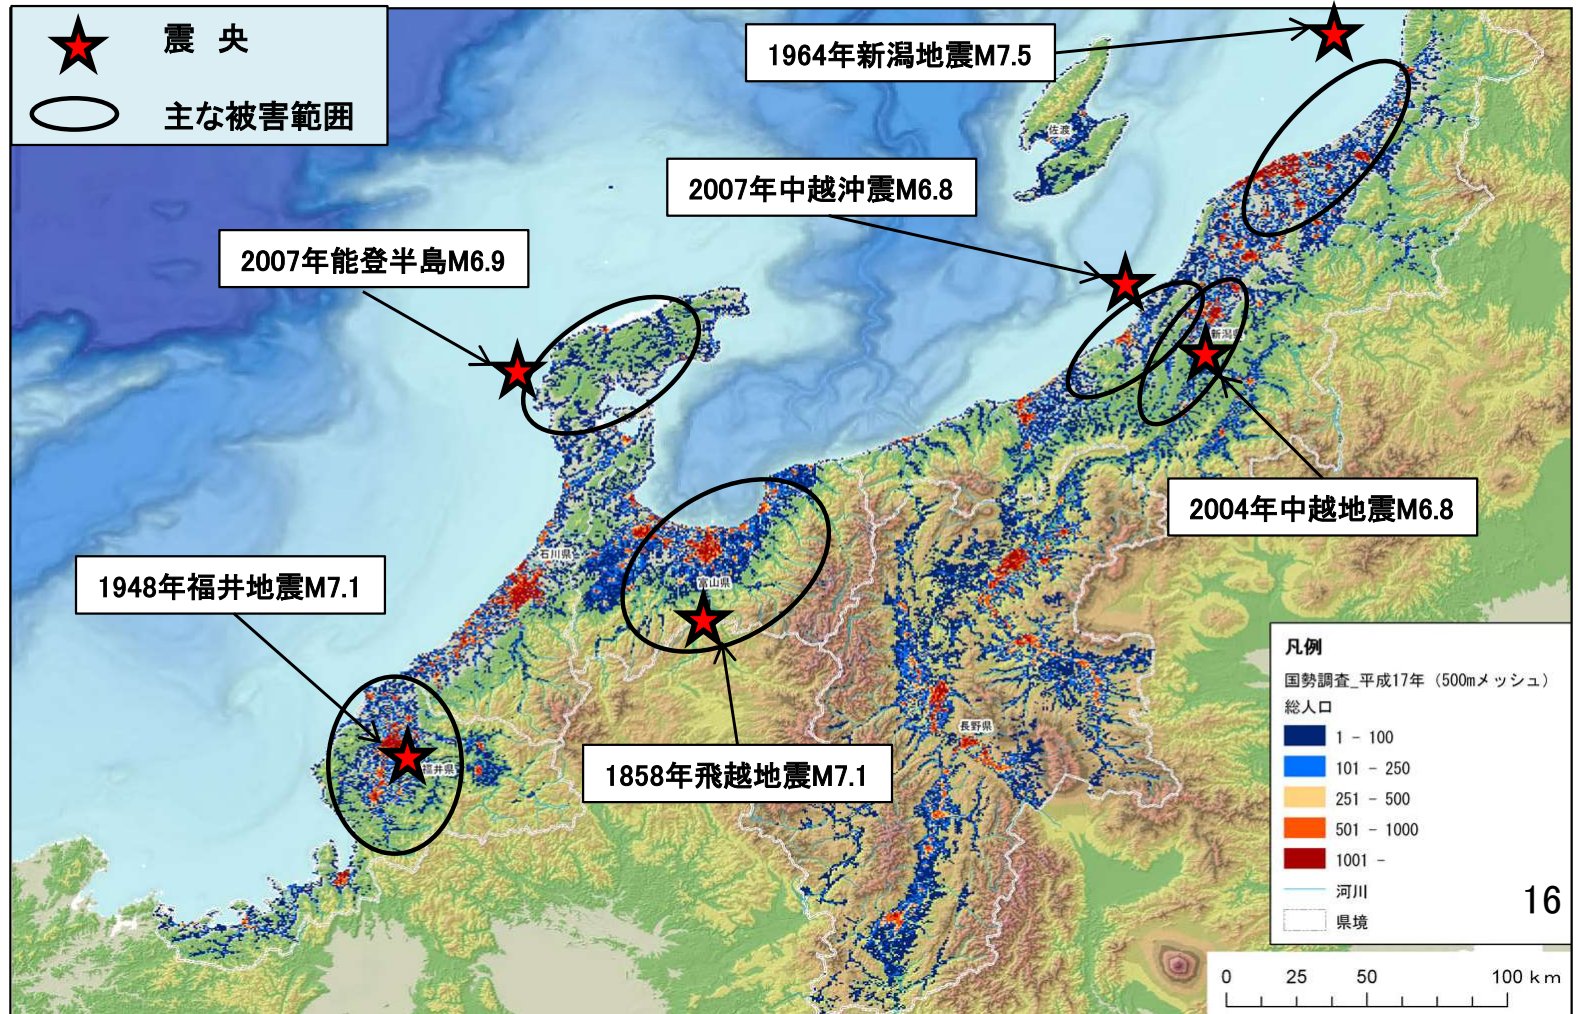 震 央
主な被害範囲
1964年新潟地震M7.5
佐渡
2007年中越沖震M6.8
2007年能登半島M6.9
新潟県
2004年中越地震M6.8
石川県
富山県
1948年福井地震M7.1
福井県
長野県
1858年飛越地震M7.1
凡例
国勢調査_平成17年（500mメッシュ）
総人口
1 - 100
101 - 250
251 - 500
501 - 1000
1001 -
河川
県境
16
0 25 50 100 km